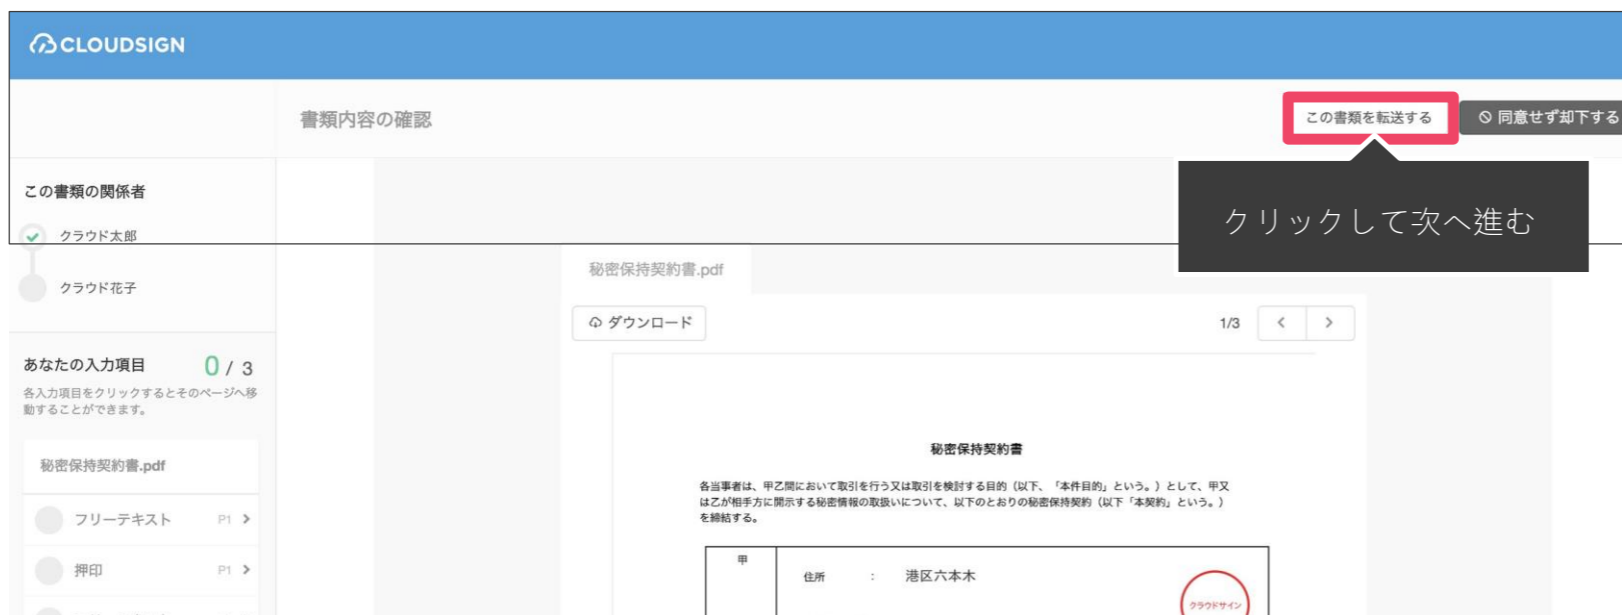 CLOUDSIGN
書類内容の確認
この書類を転送する
同意せず却下する
クリックして次へ進む
この書類の関係者
クラウド太郎
クラウド花子
あなたの入力項目 0 / 3
各入力項目をクリックするとそのページへ移
動することができます。
秘密保持契約書.pdf
フリーテキスト P1
押印 P1
秘密保持契約書.pdf
ダウンロード
1/3
秘密保持契約書
各当事者は、甲乙間において取引を行う又は取引を検討する目的（以下、「本件目的」という。）として、甲又
は乙が相手方に開示する秘密情報の取扱いについて、以下のとおりの秘密保持契約（以下「本契約」という。）
を締結する。
甲
住所 : 港区六本木
クラウドサイン